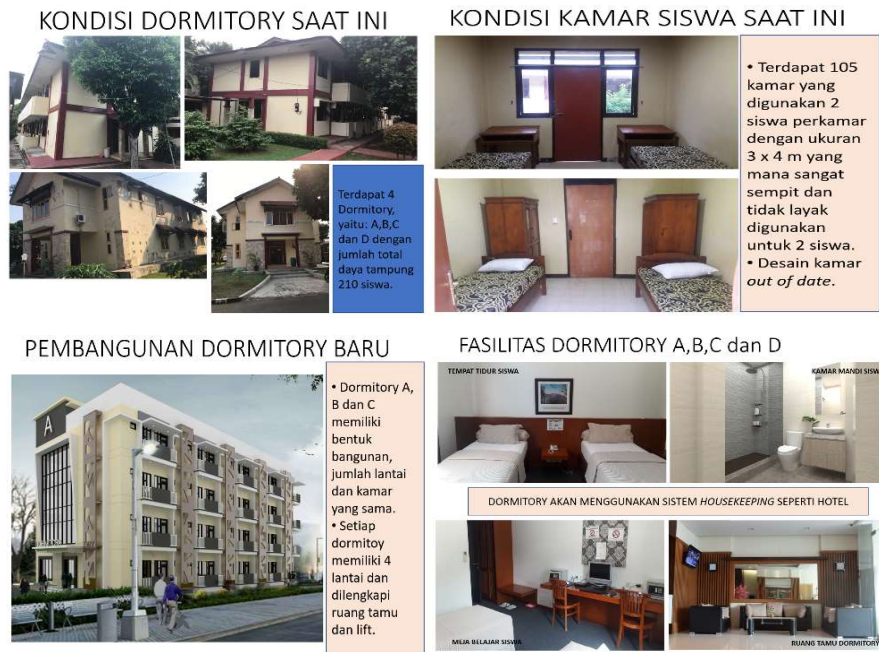 KONDISI DORMITORY SAAT INI
Terdapat 4
Dormitory,
yaitu: A,B,C
dan D dengan
jumlah total
daya tampung
210 siswa.
KONDISI KAMAR SISWA SAAT INI
• Terdapat 105
kamar yang
digunakan 2
siswa perkamar
dengan ukuran
3 x 4 m yang
mana sangat
sempit dan
tidak layak
digunakan
untuk 2 siswa.
• Desain kamar
out of date.
PEMBANGUNAN DORMITORY BARU
A
• Dormitory A,
B dan C
memiliki
bentuk
bangunan,
jumlah lantai
dan kamar
yang sama.
• Setiap
dormitoy
memiliki 4
lantai dan
dilengkapi
ruang tamu
dan lift.
FASILITAS DORMITORY A,B,C dan D
TEMPAT TIDUR SISWA
KAMAR MANDI SISW
DORMITORY AKAN MENGGUNAKAN SISTEM HOUSEKEEPING SEPERTI HOTEL
MEJA BELAJAR SISWA
RUANG TAMU DORMITORY